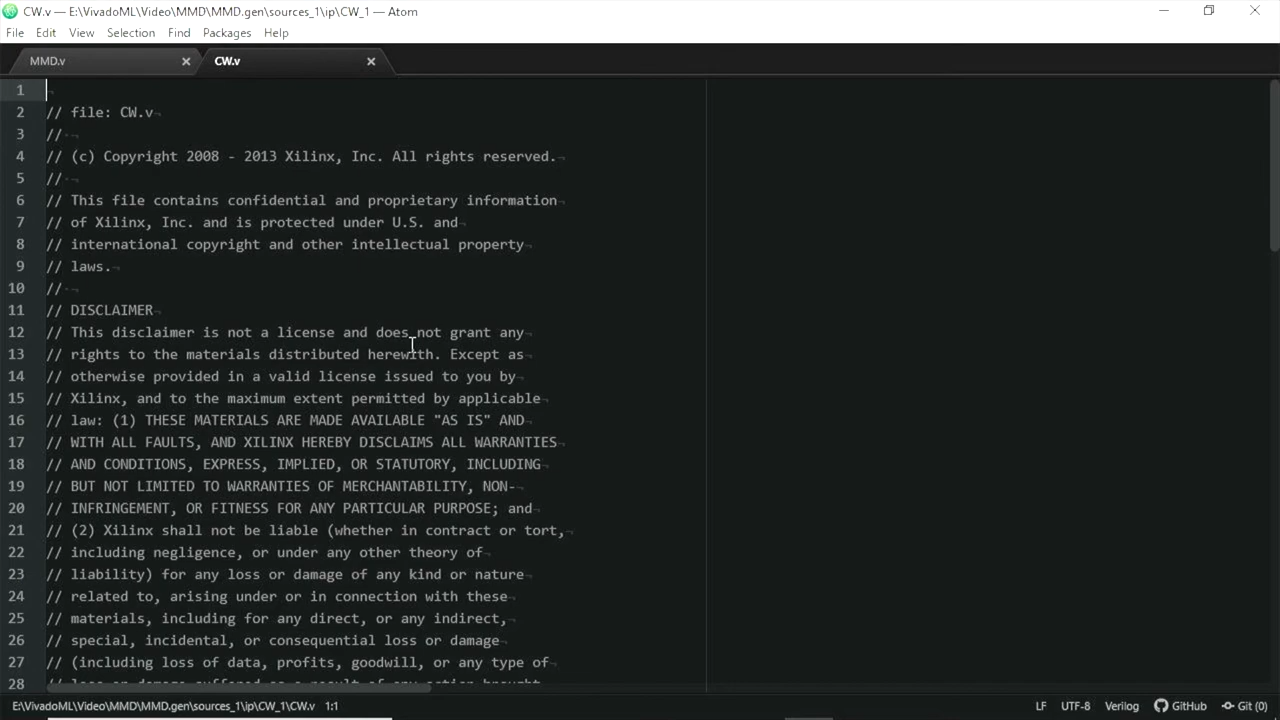 CW.v — E:\VivadoML\Video\MMD\MMD.gen\sources_1\ip\CW_1 — Atom
File Edit View Selection Find Packages Help
MMD.v CW.v
1
2 // file: CW.v
3 //
4 // (c) Copyright 2008 - 2013 Xilinx, Inc. All rights reserved.
5 //
6 // This file contains confidential and proprietary information
7 // of Xilinx, Inc. and is protected under U.S. and
8 // international copyright and other intellectual property
9 // laws.
10 //
11 // DISCLAIMER
12 // This disclaimer is not a license and does not grant any
13 // rights to the materials distributed herewith. Except as
14 // otherwise provided in a valid license issued to you by
15 // Xilinx, and to the maximum extent permitted by applicable
16 // law: (1) THESE MATERIALS ARE MADE AVAILABLE "AS IS" AND
17 // WITH ALL FAULTS, AND XILINX HEREBY DISCLAIMS ALL WARRANTIES
18 // AND CONDITIONS, EXPRESS, IMPLIED, OR STATUTORY, INCLUDING
19 // BUT NOT LIMITED TO WARRANTIES OF MERCHANTABILITY, NON-
20 // INFRINGEMENT, OR FITNESS FOR ANY PARTICULAR PURPOSE; and
21 // (2) Xilinx shall not be liable (whether in contract or tort,
22 // including negligence, or under any other theory of
23 // liability) for any loss or damage of any kind or nature
24 // related to, arising under or in connection with these
25 // materials, including for any direct, or any indirect,
26 // special, incidental, or consequential loss or damage
27 // (including loss of data, profits, goodwill, or any type of
28 // loss or damage suffered as a result of any action brought
E:\VivadoML\Video\MMD\MMD.gen\sources_1\ip\CW_1\CW.v 1:1 LF UTF-8 Verilog GitHub Git (0)